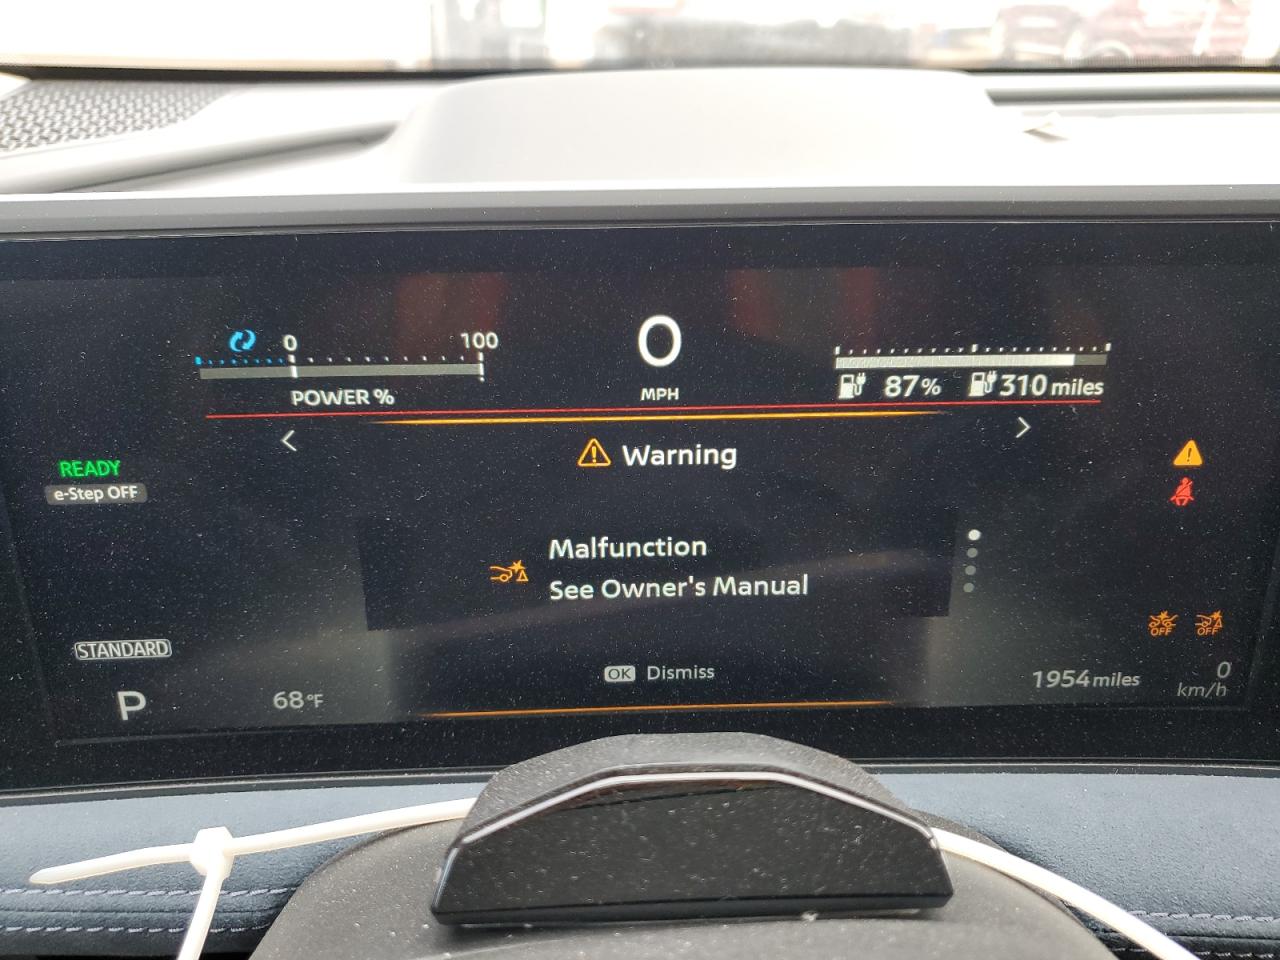 0 100
POWER %
0
MPH
87% 310 miles
Warning
READY
e-Step OFF
Malfunction
See Owner's Manual
OFF OFF
STANDARD
OK Dismiss
1954 miles
0
km/h
P
68°F